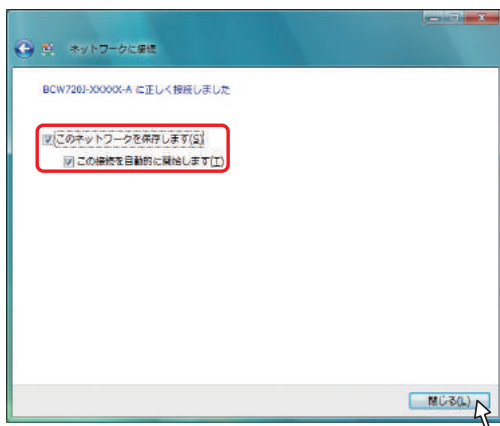 ネットワークに接続
BCW720J-XXXXX-A に正しく接続しました
このネットワークを保存します(S)
この接続を自動的に開始します(T)
閉じる(L)